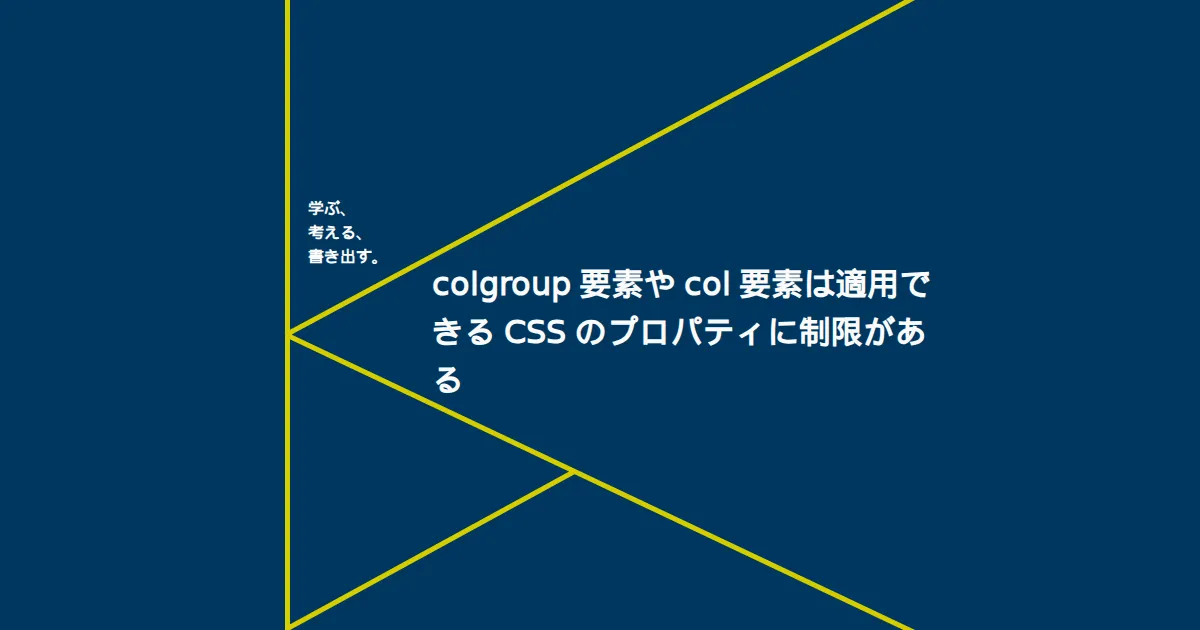 学ぶ、
考える、
書き出す。
colgroup 要素や col 要素は適用で
きる CSS のプロパティに制限があ
る